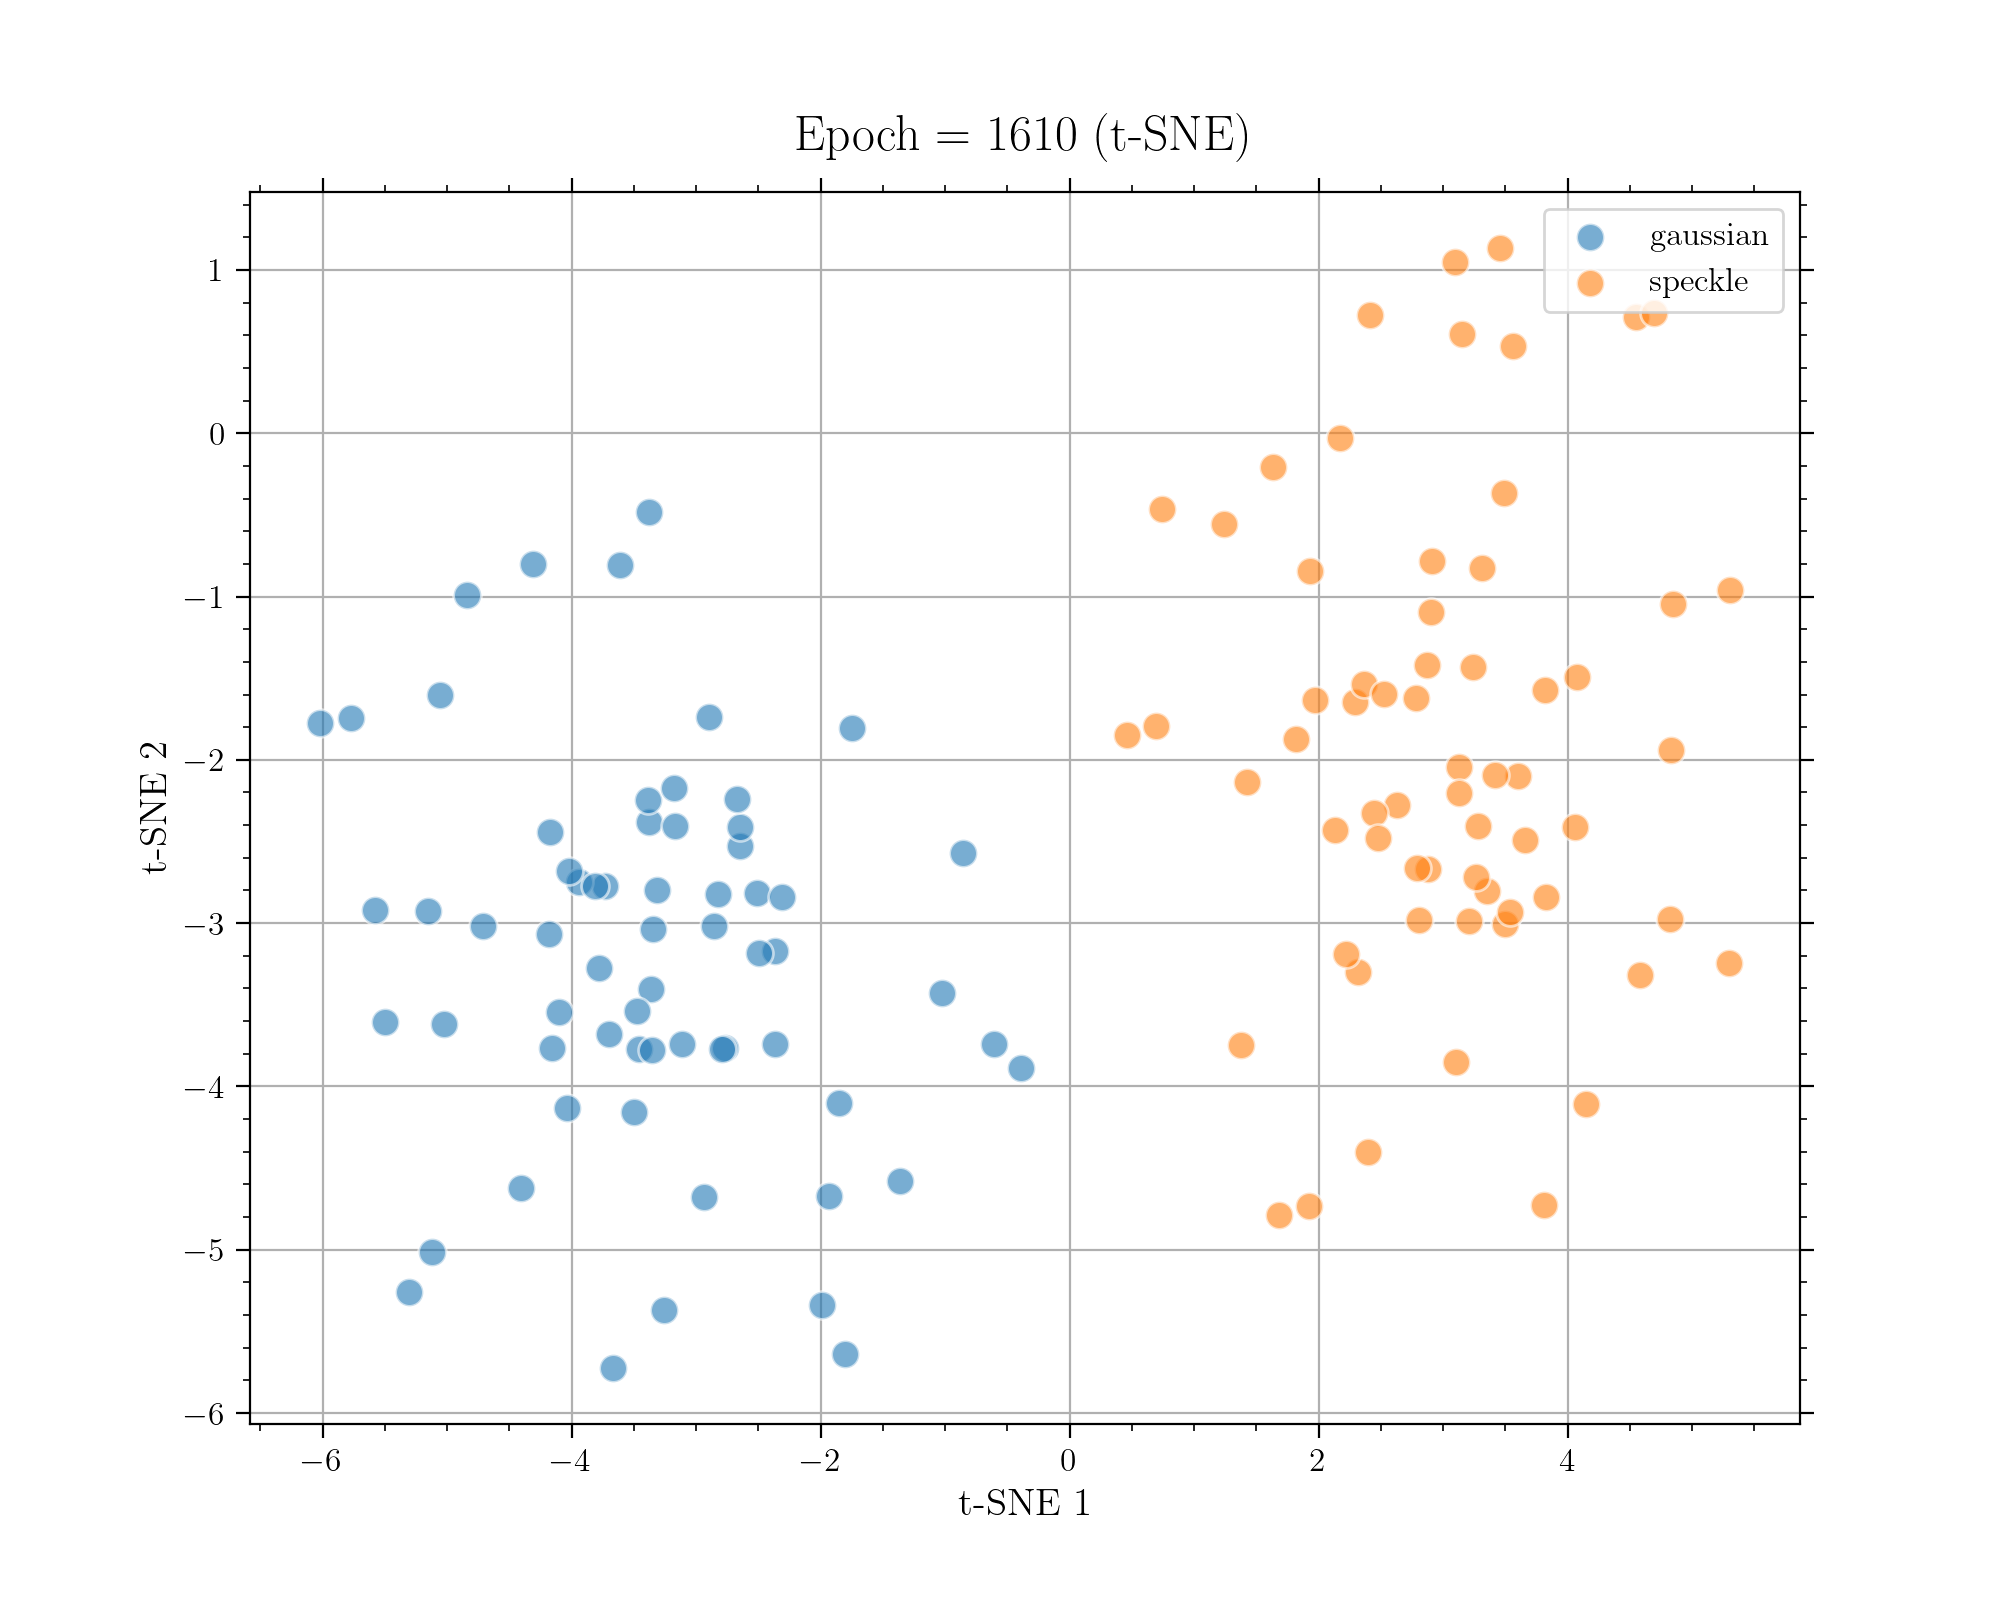 Epoch = 1610 (t-SNE)
gaussian
speckle
1
0
−1
−2
−3
−4
−5
−6
t-SNE 2
−6 −4 −2 0 2 4
t-SNE 1